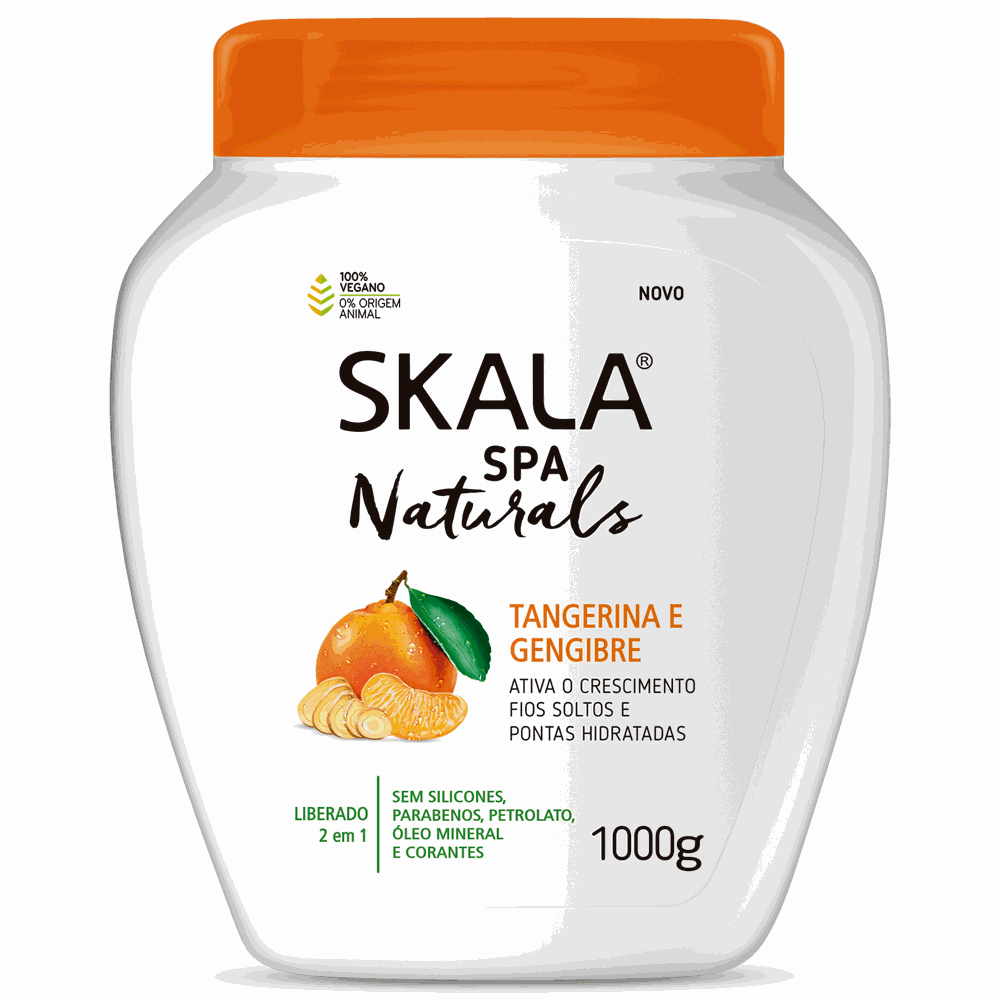 100%
VEGANO
0% ORIGEM
ANIMAL
NOVO
SKALA®
SPA
Naturals
TANGERINA E
GENGIBRE
ATIVA O CRESCIMENTO
FIOS SOLTOS E
PONTAS HIDRATADAS
LIBERADO
2 em 1
SEM SILICONES,
PARABENOS, PETROLATO,
ÓLEO MINERAL
E CORANTES
1000g